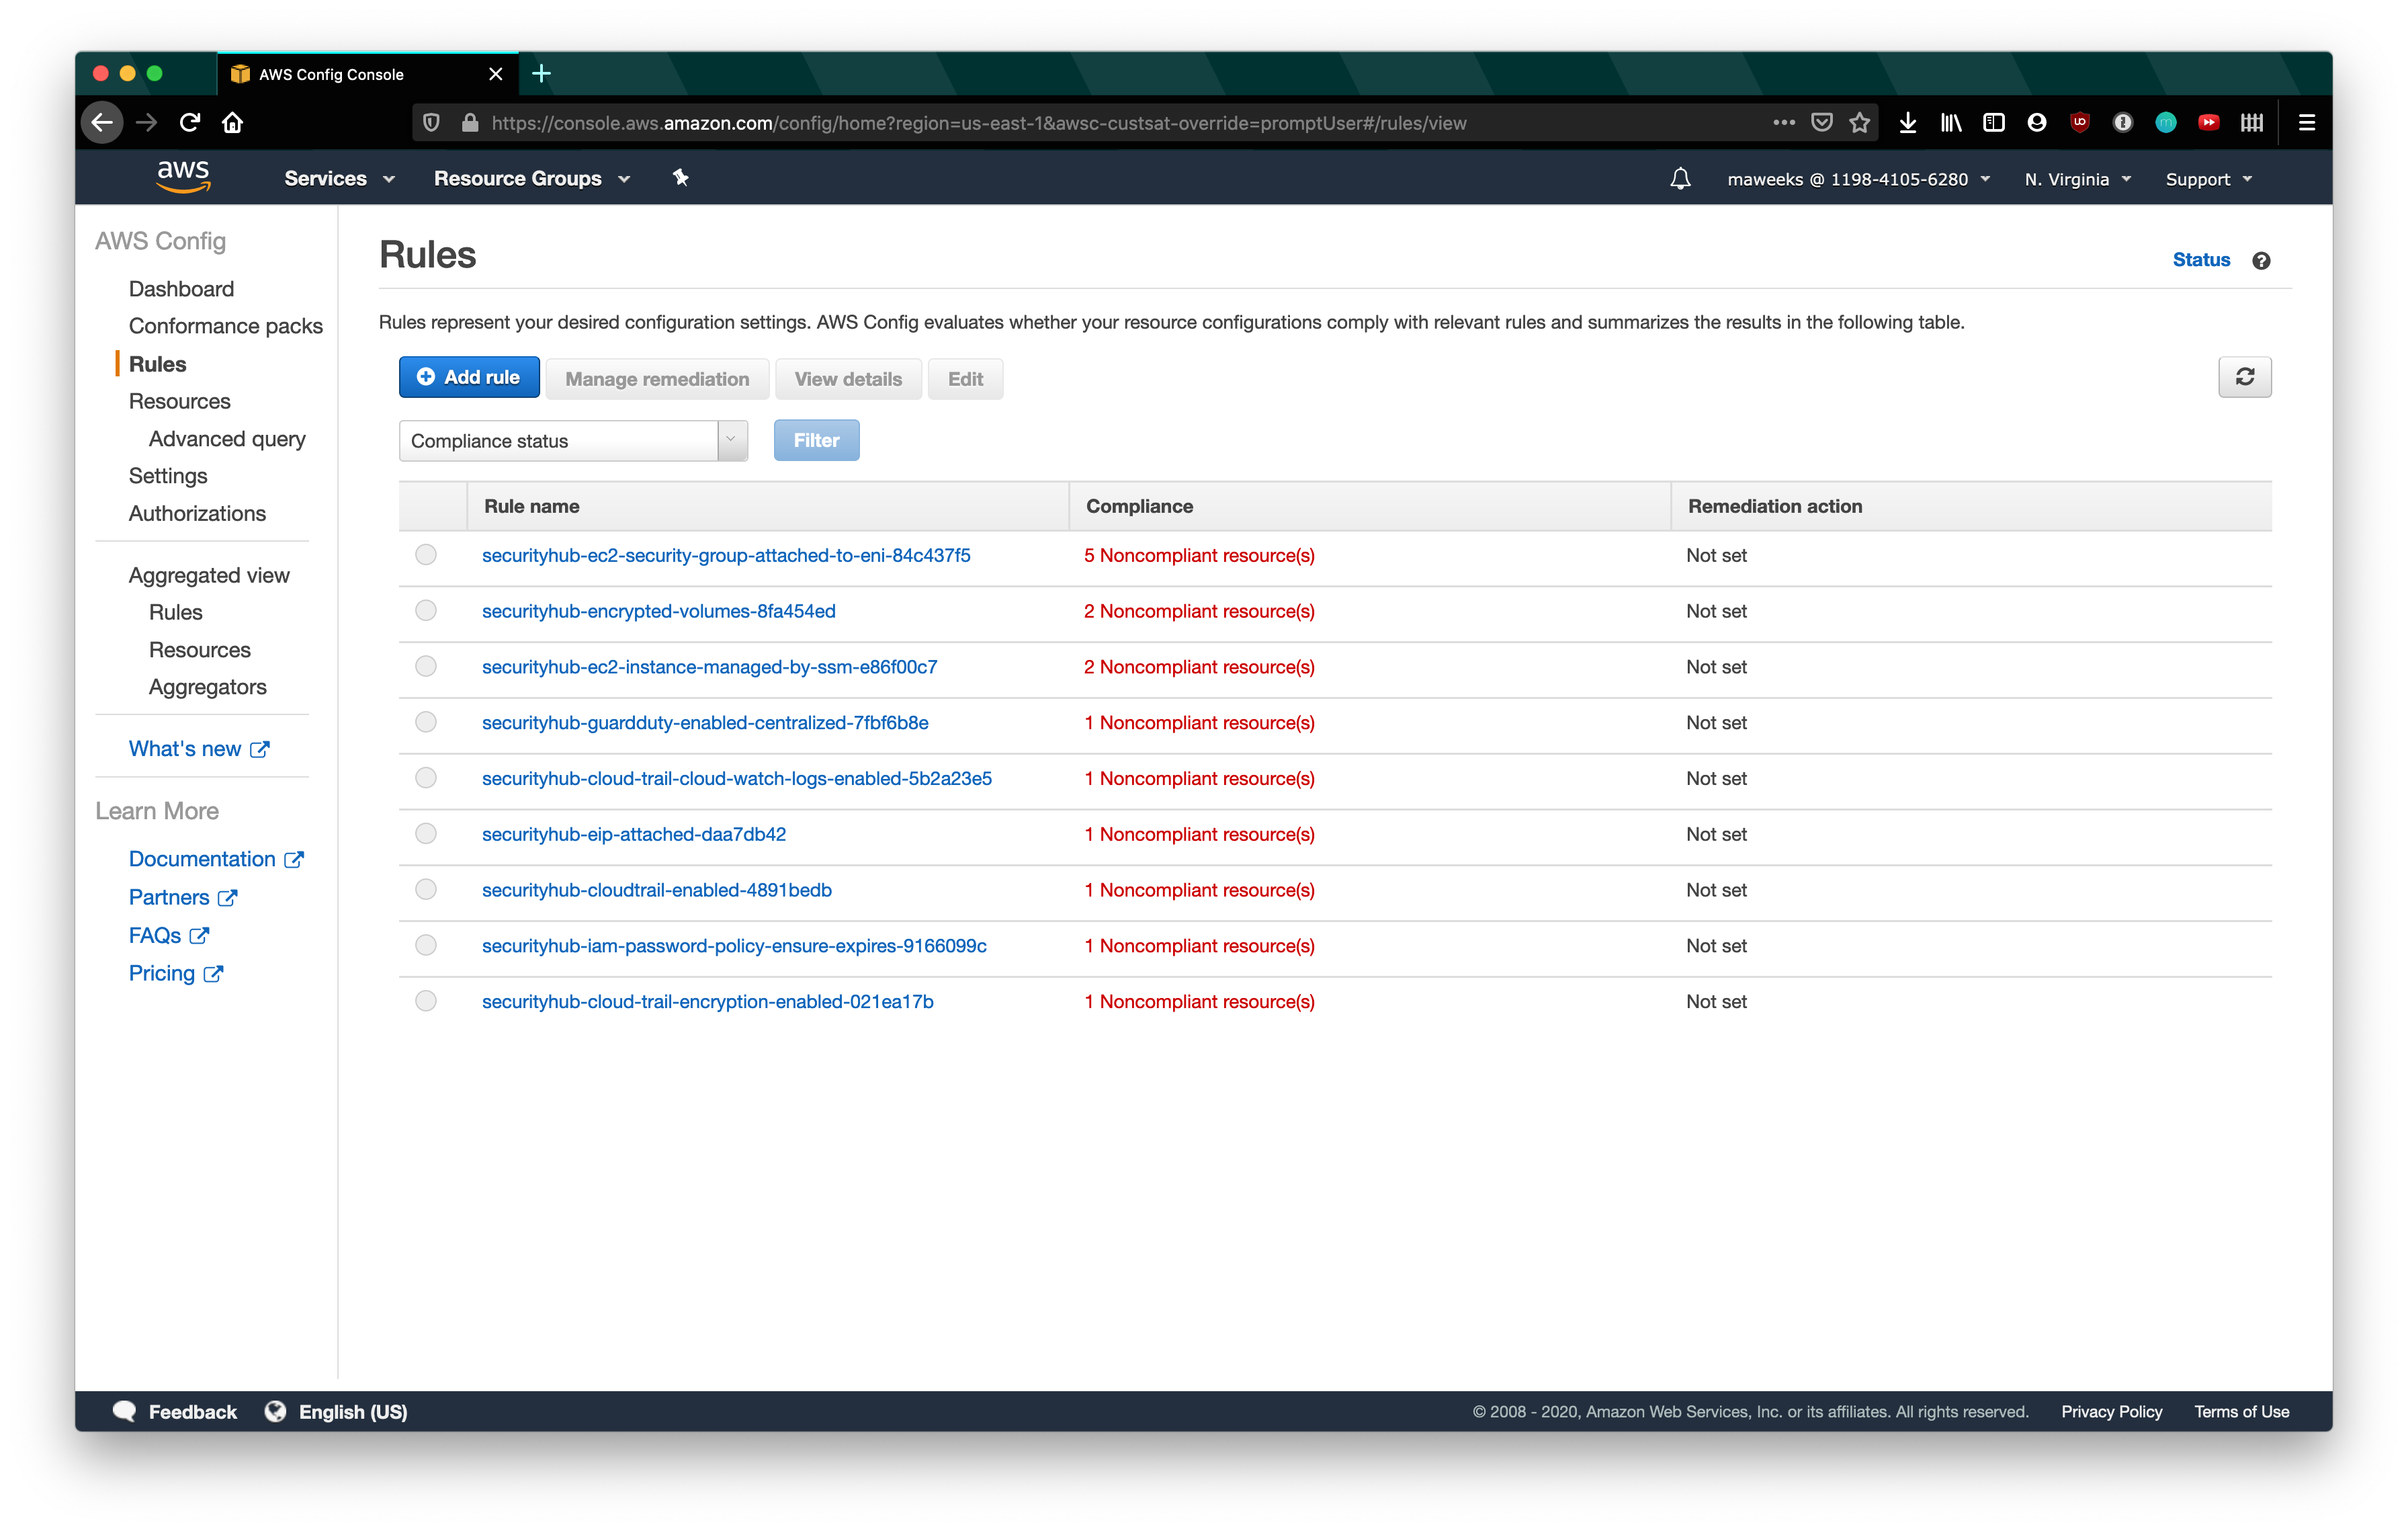 AWS Config Console
https://console.aws.amazon.com/config/home?region=us-east-1&awsc-custsat-override=promptUser#/rules/view
aws
Services
Resource Groups
maweeks @ 1198-4105-6280
N. Virginia
Support
AWS Config
Dashboard
Conformance packs
Rules
Resources
Advanced query
Settings
Authorizations
Aggregated view
Rules
Resources
Aggregators
What's new
Learn More
Documentation
Partners
FAQs
Pricing
Rules
Status
Rules represent your desired configuration settings. AWS Config evaluates whether your resource configurations comply with relevant rules and summarizes the results in the following table.
Add rule
Manage remediation
View details
Edit
Compliance status
Filter
Rule name Compliance Remediation action
securityhub-ec2-security-group-attached-to-eni-84c437f5 5 Noncompliant resource(s) Not set
securityhub-encrypted-volumes-8fa454ed 2 Noncompliant resource(s) Not set
securityhub-ec2-instance-managed-by-ssm-e86f00c7 2 Noncompliant resource(s) Not set
securityhub-guardduty-enabled-centralized-7fbf6b8e 1 Noncompliant resource(s) Not set
securityhub-cloud-trail-cloud-watch-logs-enabled-5b2a23e5 1 Noncompliant resource(s) Not set
securityhub-eip-attached-daa7db42 1 Noncompliant resource(s) Not set
securityhub-cloudtrail-enabled-4891bedb 1 Noncompliant resource(s) Not set
securityhub-iam-password-policy-ensure-expires-9166099c 1 Noncompliant resource(s) Not set
securityhub-cloud-trail-encryption-enabled-021ea17b 1 Noncompliant resource(s) Not set
Feedback
English (US)
© 2008 - 2020, Amazon Web Services, Inc. or its affiliates. All rights reserved.
Privacy Policy
Terms of Use